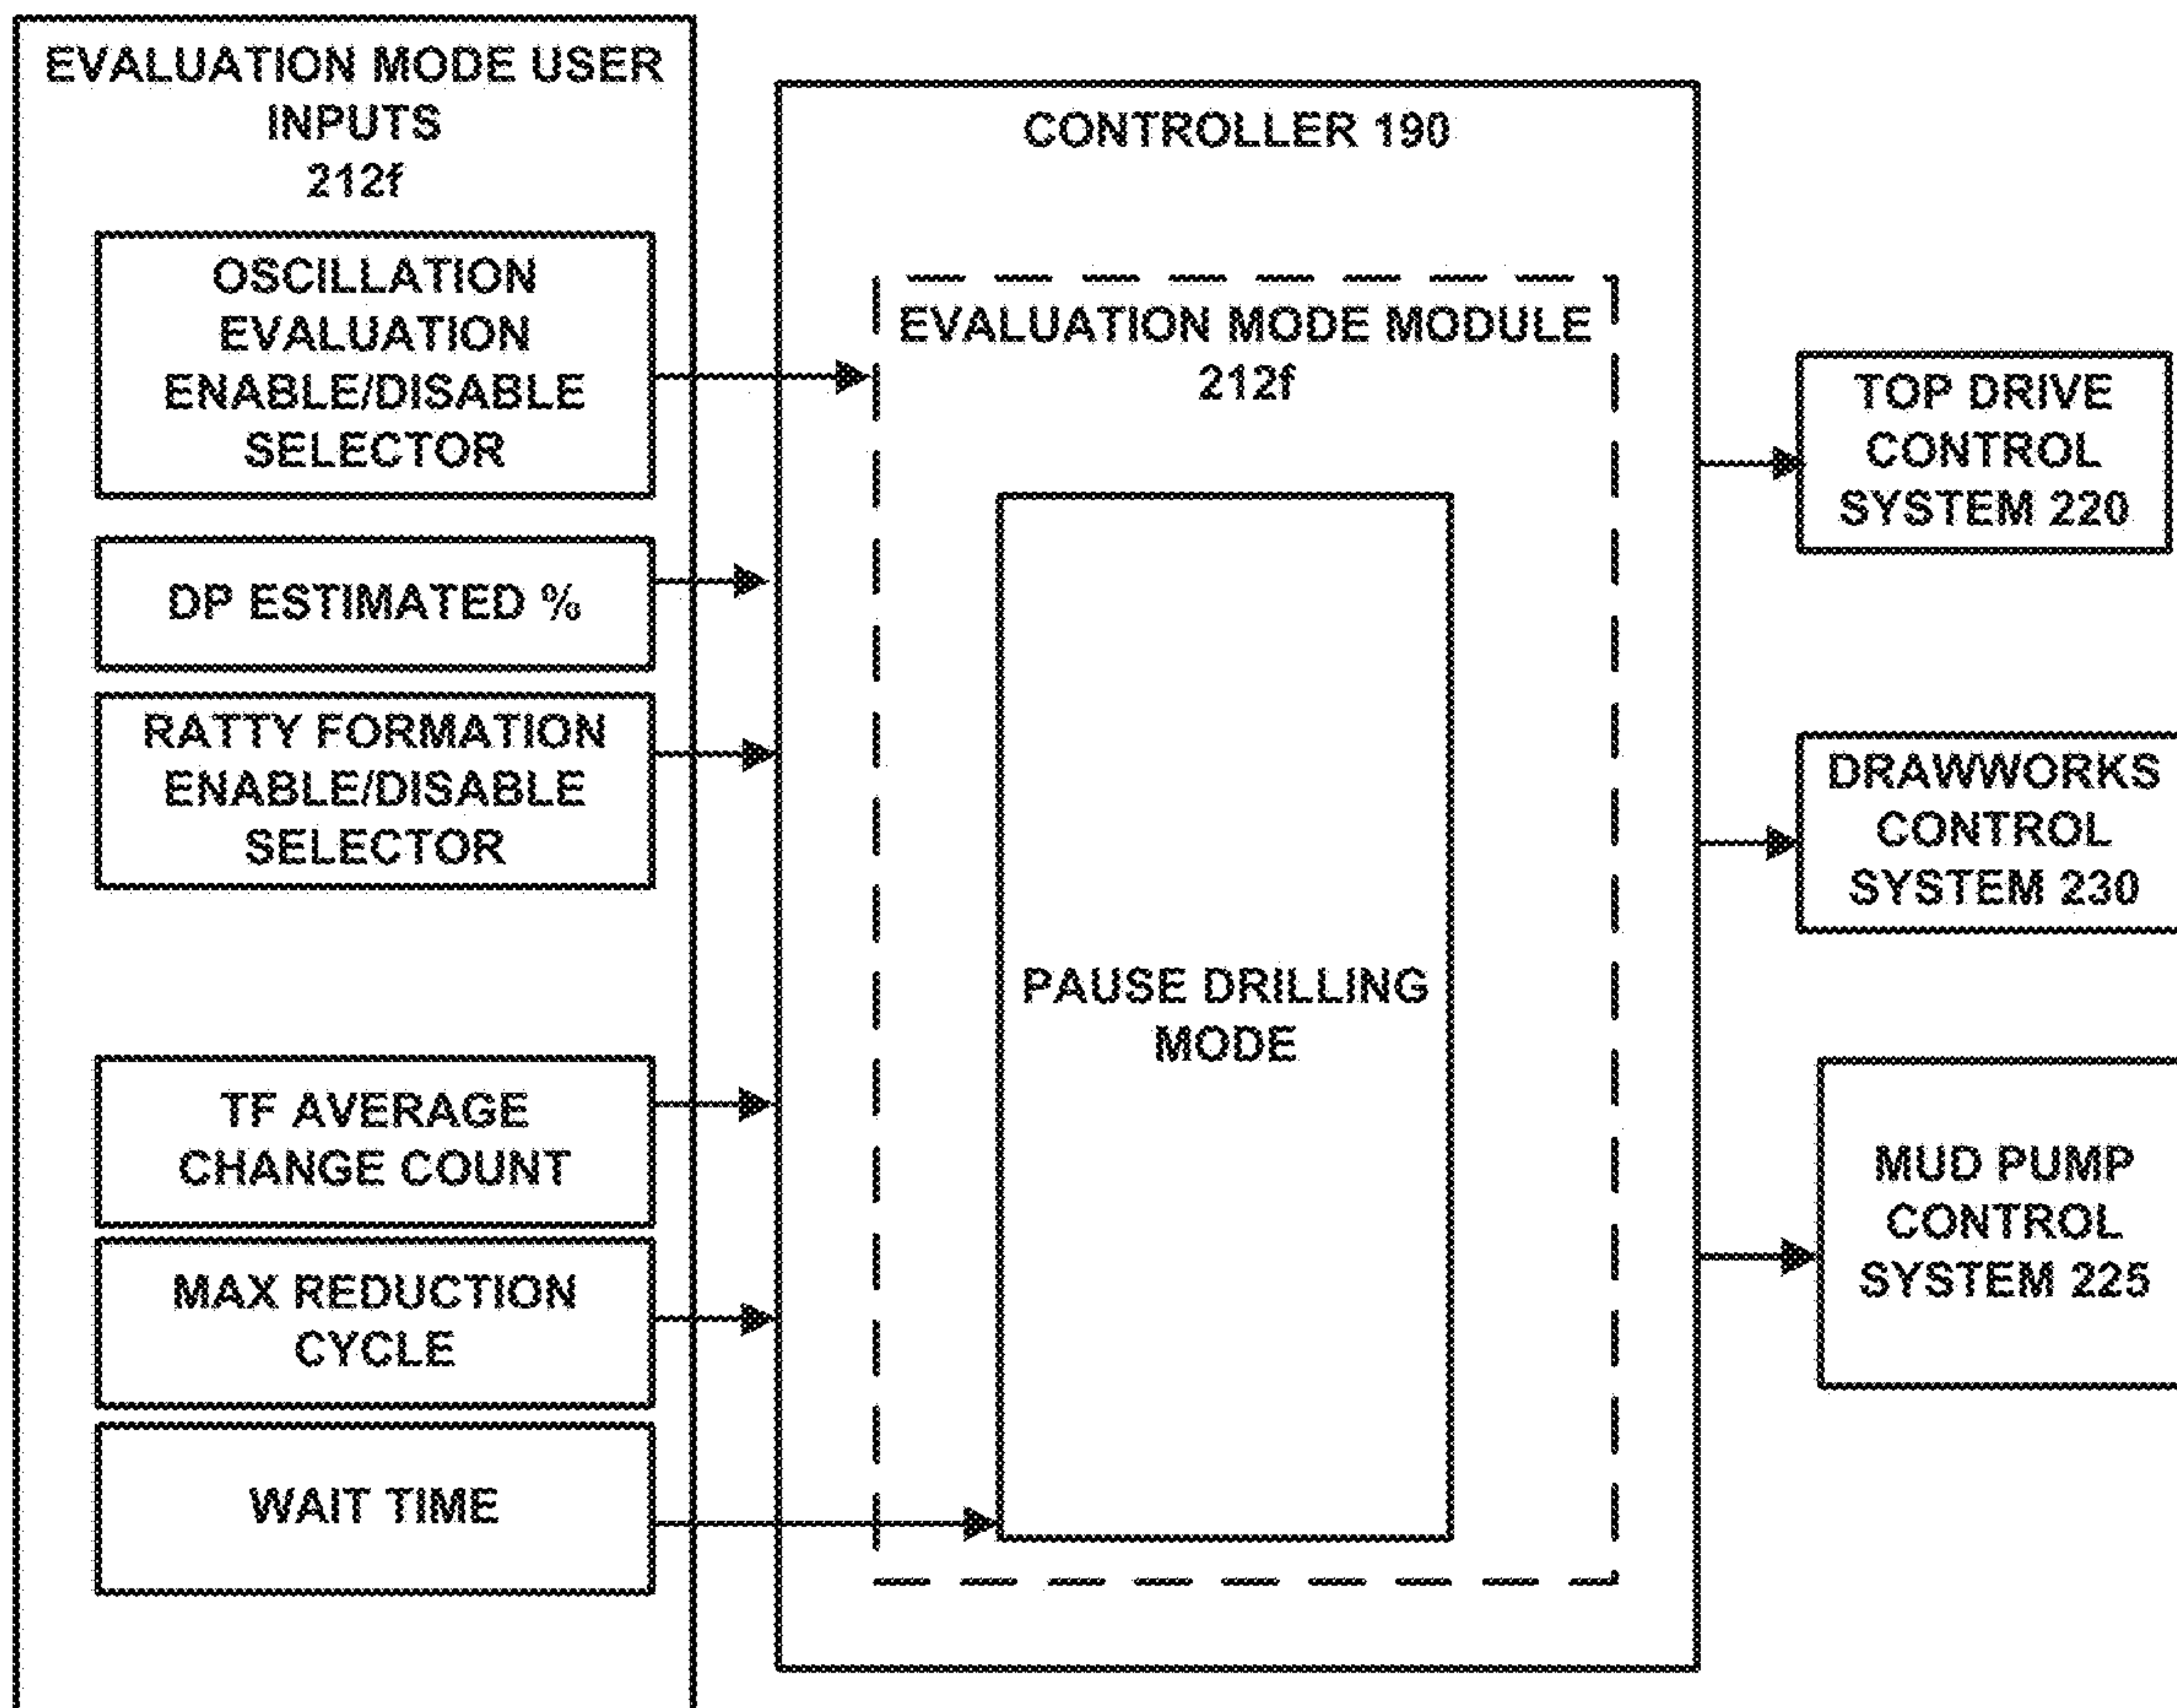 EVALUATION MODE USER
INPUTS
212f
OSCILLATION
EVALUATION
ENABLE/DISABLE
SELECTOR
DP ESTIMATED %
RATTY FORMATION
ENABLE/DISABLE
SELECTOR
TF AVERAGE
CHANGE COUNT
MAX REDUCTION
CYCLE
WAIT TIME
CONTROLLER 190
EVALUATION MODE MODULE
212f
PAUSE DRILLING
MODE
TOP DRIVE
CONTROL
SYSTEM 220
DRAWWORKS
CONTROL
SYSTEM 230
MUD PUMP
CONTROL
SYSTEM 225